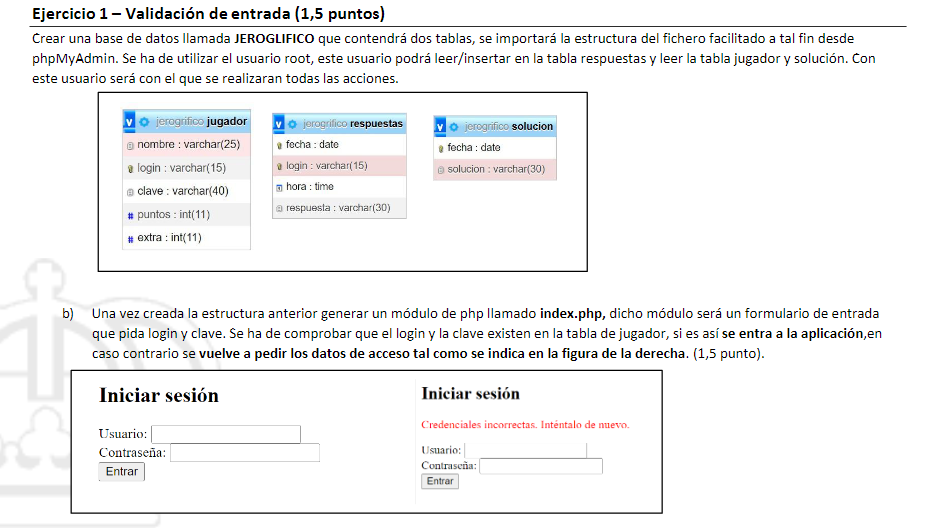 Ejercicio 1 – Validación de entrada (1,5 puntos)
Crear una base de datos llamada JEROGLIFICO que contendrá dos tablas, se importará la estructura del fichero facilitado a tal fin desde
phpMyAdmin. Se ha de utilizar el usuario root, este usuario podrá leer/insertar en la tabla respuestas y leer la tabla jugador y solución. Con
este usuario será con el que se realizaran todas las acciones.
jerogrifico jugador
nombre : varchar(25)
login : varchar(15)
clave : varchar(40)
puntos : int(11)
extra : int(11)
jerogrifico respuestas
fecha : date
login : varchar(15)
hora : time
respuesta : varchar(30)
jerogrifico solucion
fecha : date
solucion : varchar(30)
b) Una vez creada la estructura anterior generar un módulo de php llamado index.php, dicho módulo será un formulario de entrada
que pida login y clave. Se ha de comprobar que el login y la clave existen en la tabla de jugador, si es así se entra a la aplicación,en
caso contrario se vuelve a pedir los datos de acceso tal como se indica en la figura de la derecha. (1,5 punto).
Iniciar sesión
Usuario:
Contraseña:
Entrar
Iniciar sesión
Credenciales incorrectas. Inténtalo de nuevo.
Usuario:
Contraseña:
Entrar